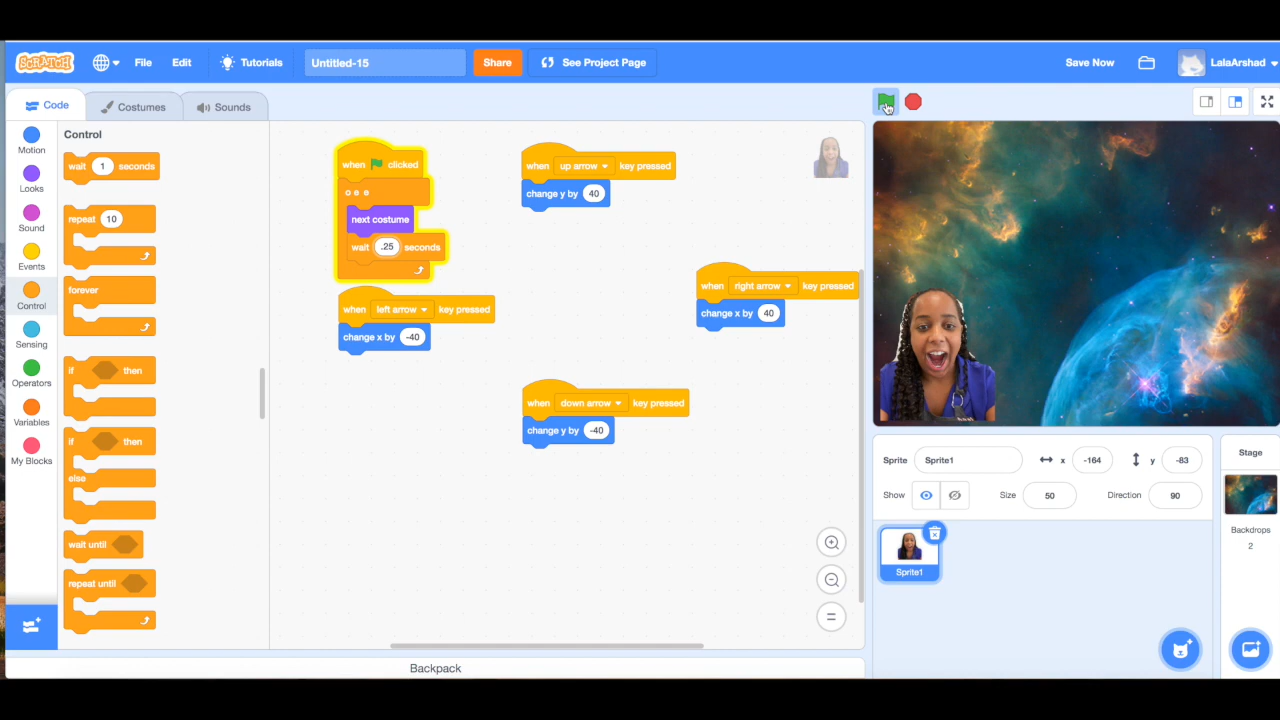 SCRATCH File Edit Tutorials Untitled-15 Share See Project Page Save Now LalaArshad
Code Costumes Sounds
Motion
Looks
Sound
Events
Control
Sensing
Operators
Variables
My Blocks
Control
wait 1 seconds
repeat 10
forever
if then
if then
else
wait until
repeat until
when clicked
next costume
wait .25 seconds
when left arrow key pressed
change x by -40
when up arrow key pressed
change y by 40
when right arrow key pressed
change x by 40
when down arrow key pressed
change y by -40
Backpack
Sprite Sprite1 x -164 y -83
Show Size 50 Direction 90
Sprite1
Stage
Backdrops
2